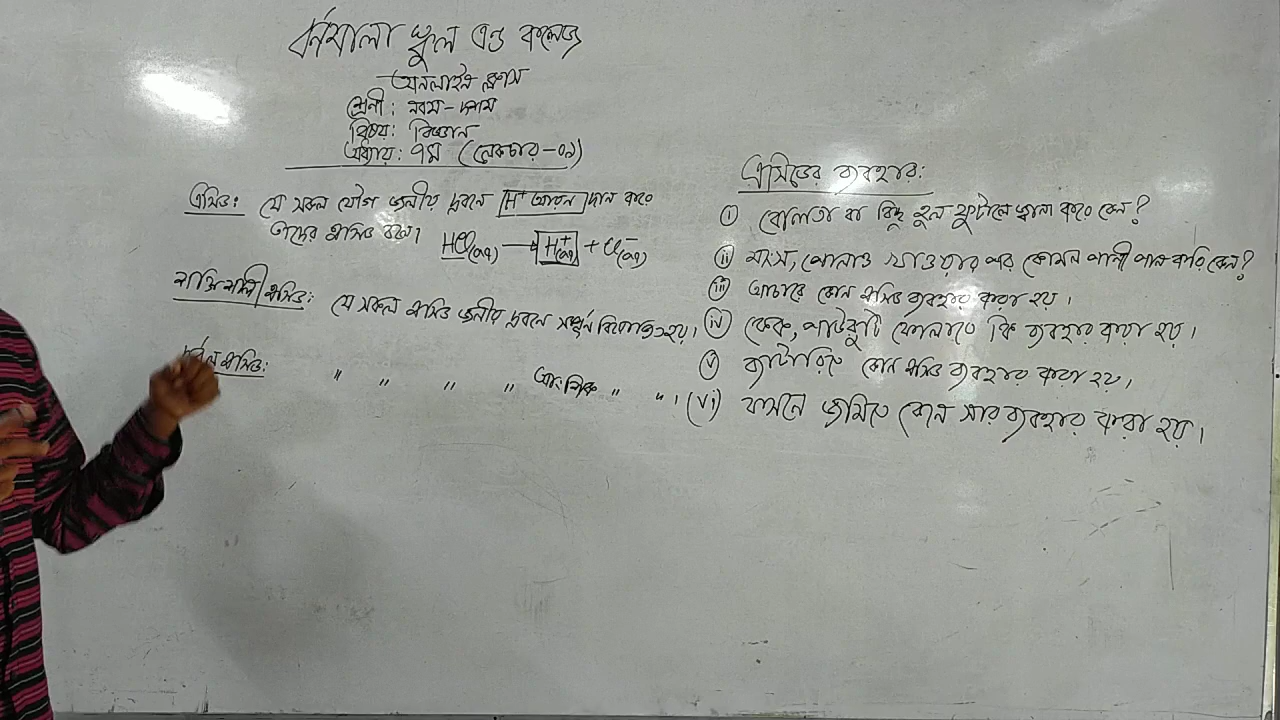 বর্ণমালা স্কুল এন্ড কলেজ
অনলাইন ক্লাস
শ্রেণী: নবম - দশম
বিষয়: বিজ্ঞান
অধ্যায়: ৭ম (লেকচার-০১)
এসিড: যে সকল যৌগ জলীয় দ্রবনে H⁺ আয়ন দান করে
তাদের এসিড বলে। HCl(aq) → H⁺(aq) + Cl⁻(aq)
শক্তিশালী এসিড: যে সকল এসিড জলীয় দ্রবনে সম্পূর্ন বিয়োজিত হয়।
দুর্বল এসিড: " " " " আংশিক " " ।
এসিডের ব্যবহার:
(i) বোলতা বা বিছু হুল ফুটালে জ্বালা করে কেন?
(ii) মাংস, পোলাও খাওয়ার পর কোমল পানী পান করি কেন?
(iii) আচারে কোন এসিড ব্যবহার করা হয়।
(iv) কেক, পাউরুটি ফোলাতে কি ব্যবহার করা হয়।
(v) ব্যাটারিতে কোন এসিড ব্যবহার করা হয়।
(vi) ফসলে জমিতে কোন সার ব্যবহার করা হয়।